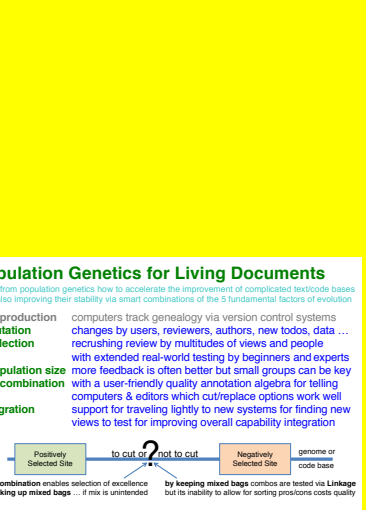 pulation Genetics for Living Documents
from population genetics how to accelerate the improvement of complicated text/code bases
also improving their stability via smart combinations of the 5 fundamental factors of evolution
production computers track genealogy via version control systems
tation changes by users, reviewers, authors, new todos, data …
lection recrushing review by multitudes of views and people
with extended real-world testing by beginners and experts
pulation size more feedback is often better but small groups can be key
combination with a user-friendly quality annotation algebra for telling
computers & editors which cut/replace options work well
gration support for traveling lightly to new systems for finding new
views to test for improving overall capability integration
Positively
Selected Site
to cut or ? not to cut
Negatively
Selected Site
genome or
code base
ombination enables selection of excellence
king up mixed bags … if mix is unintended
by keeping mixed bags combos are tested via Linkage
but its inability to allow for sorting pros/cons costs quality